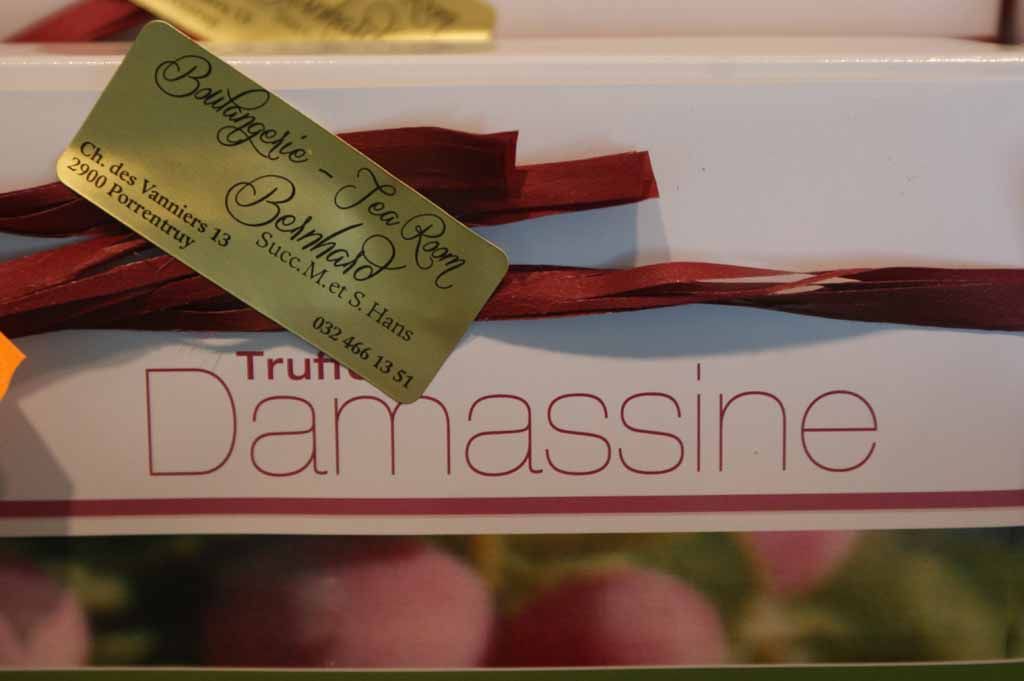 Boulangerie - Tea Room
Bernhard
Succ. M. et S. Hans
Ch. des Vanniers 13
2900 Porrentruy
032 466 13 51
Damassine